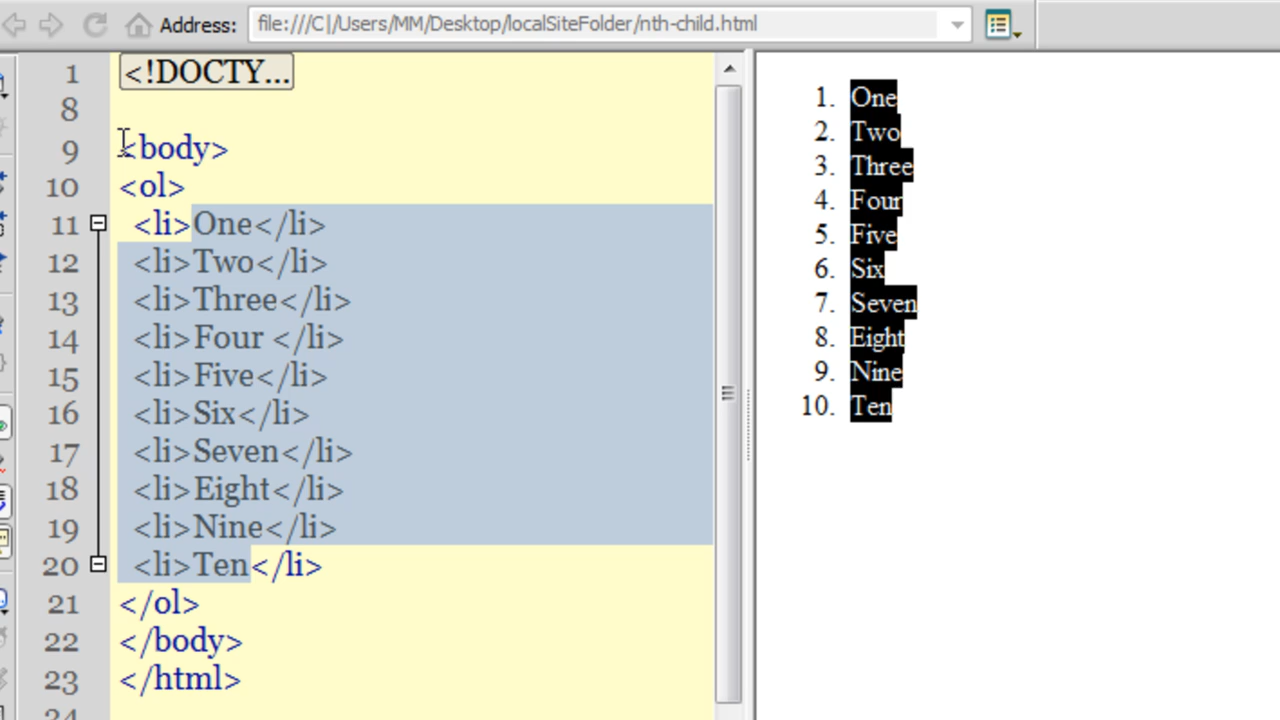 Address: file:///C|/Users/MM/Desktop/localSiteFolder/nth-child.html
1 <!DOCTY...
8
9 <body>
10 <ol>
11 <li>One</li>
12 <li>Two</li>
13 <li>Three</li>
14 <li>Four </li>
15 <li>Five</li>
16 <li>Six</li>
17 <li>Seven</li>
18 <li>Eight</li>
19 <li>Nine</li>
20 <li>Ten</li>
21 </ol>
22 </body>
23 </html>
24
1. One
2. Two
3. Three
4. Four
5. Five
6. Six
7. Seven
8. Eight
9. Nine
10. Ten